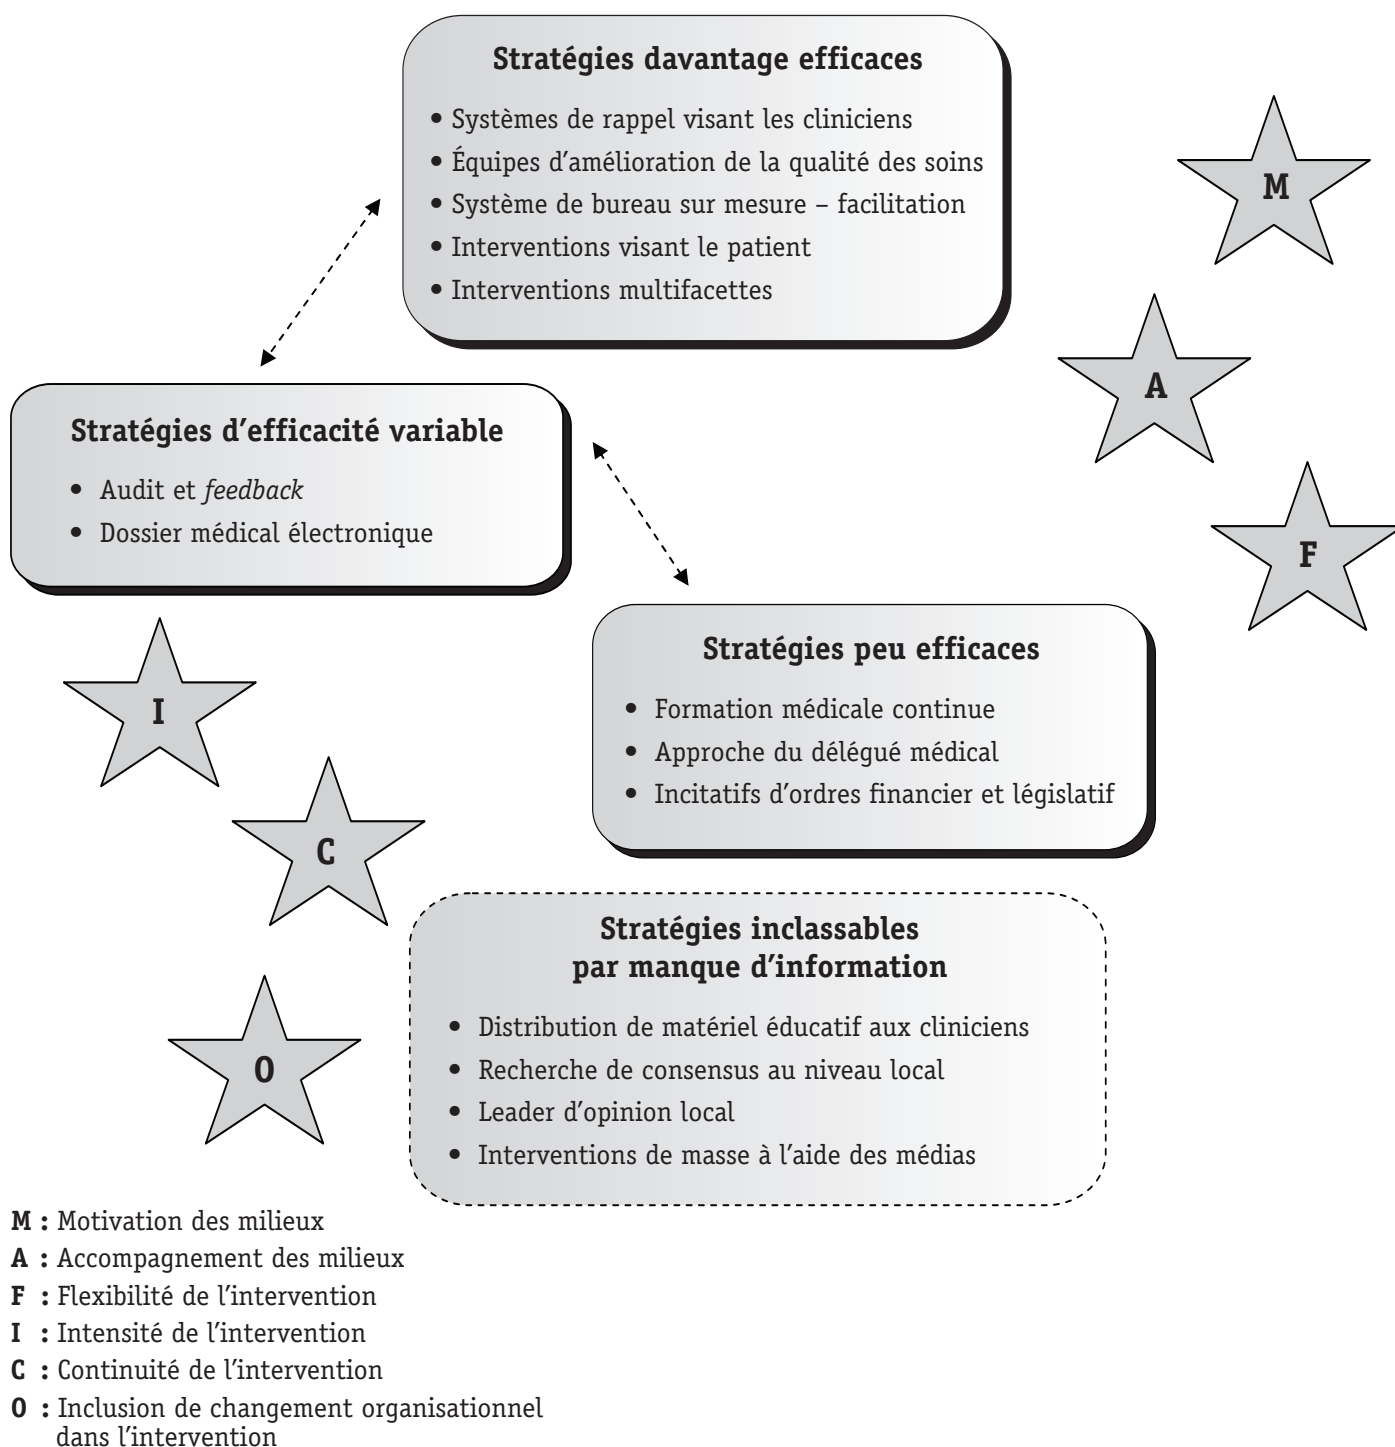 Stratégies davantage efficaces
• Systèmes de rappel visant les cliniciens
• Équipes d’amélioration de la qualité des soins
• Système de bureau sur mesure – facilitation
• Interventions visant le patient
• Interventions multifacettes
M
A
F
Stratégies d’efficacité variable
• Audit et feedback
• Dossier médical électronique
Stratégies peu efficaces
• Formation médicale continue
• Approche du délégué médical
• Incitatifs d’ordres financier et législatif
I
C
O
Stratégies inclassables
par manque d’information
• Distribution de matériel éducatif aux cliniciens
• Recherche de consensus au niveau local
• Leader d’opinion local
• Interventions de masse à l’aide des médias
M : Motivation des milieux
A : Accompagnement des milieux
F : Flexibilité de l’intervention
I : Intensité de l’intervention
C : Continuité de l’intervention
O : Inclusion de changement organisationnel
dans l’intervention